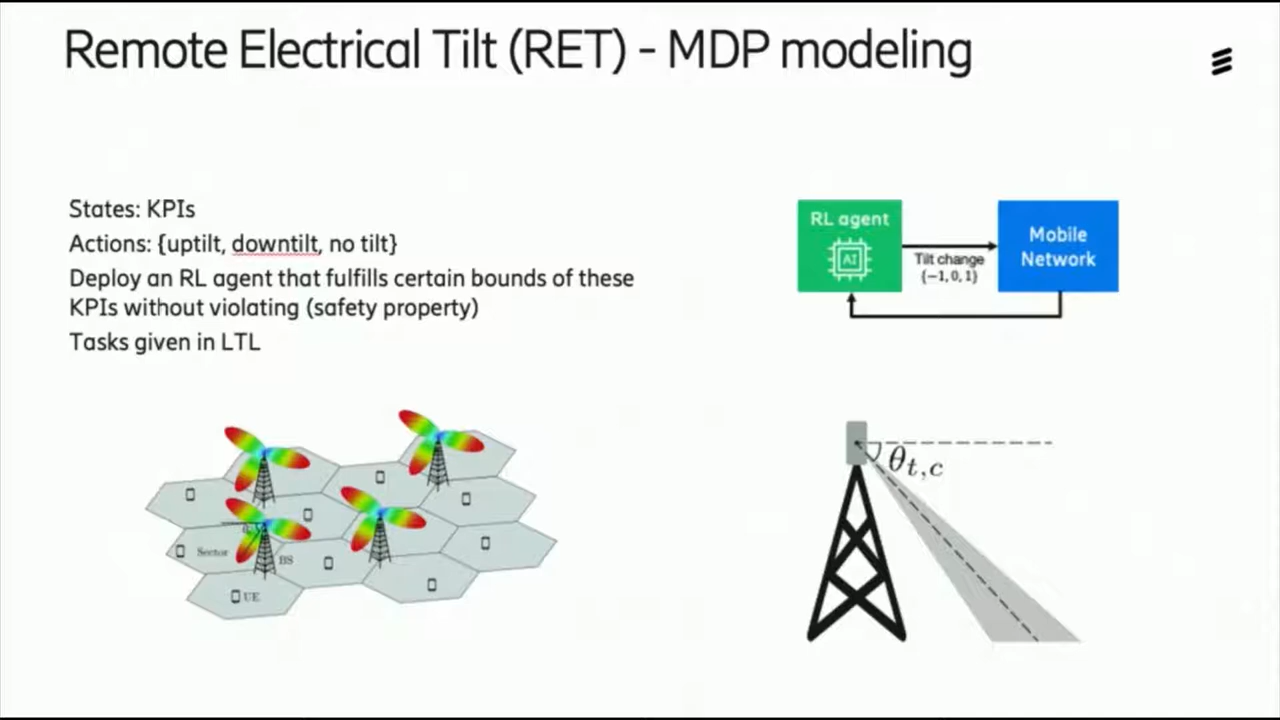 Remote Electrical Tilt (RET) - MDP modeling
States: KPIs
Actions: {uptilt, downtilt, no tilt}
Deploy an RL agent that fulfills certain bounds of these
KPIs without violating (safety property)
Tasks given in LTL
RL agent
AI
Tilt change
{−1, 0, 1}
Mobile
Network
Sector
BS
UE
θt,c